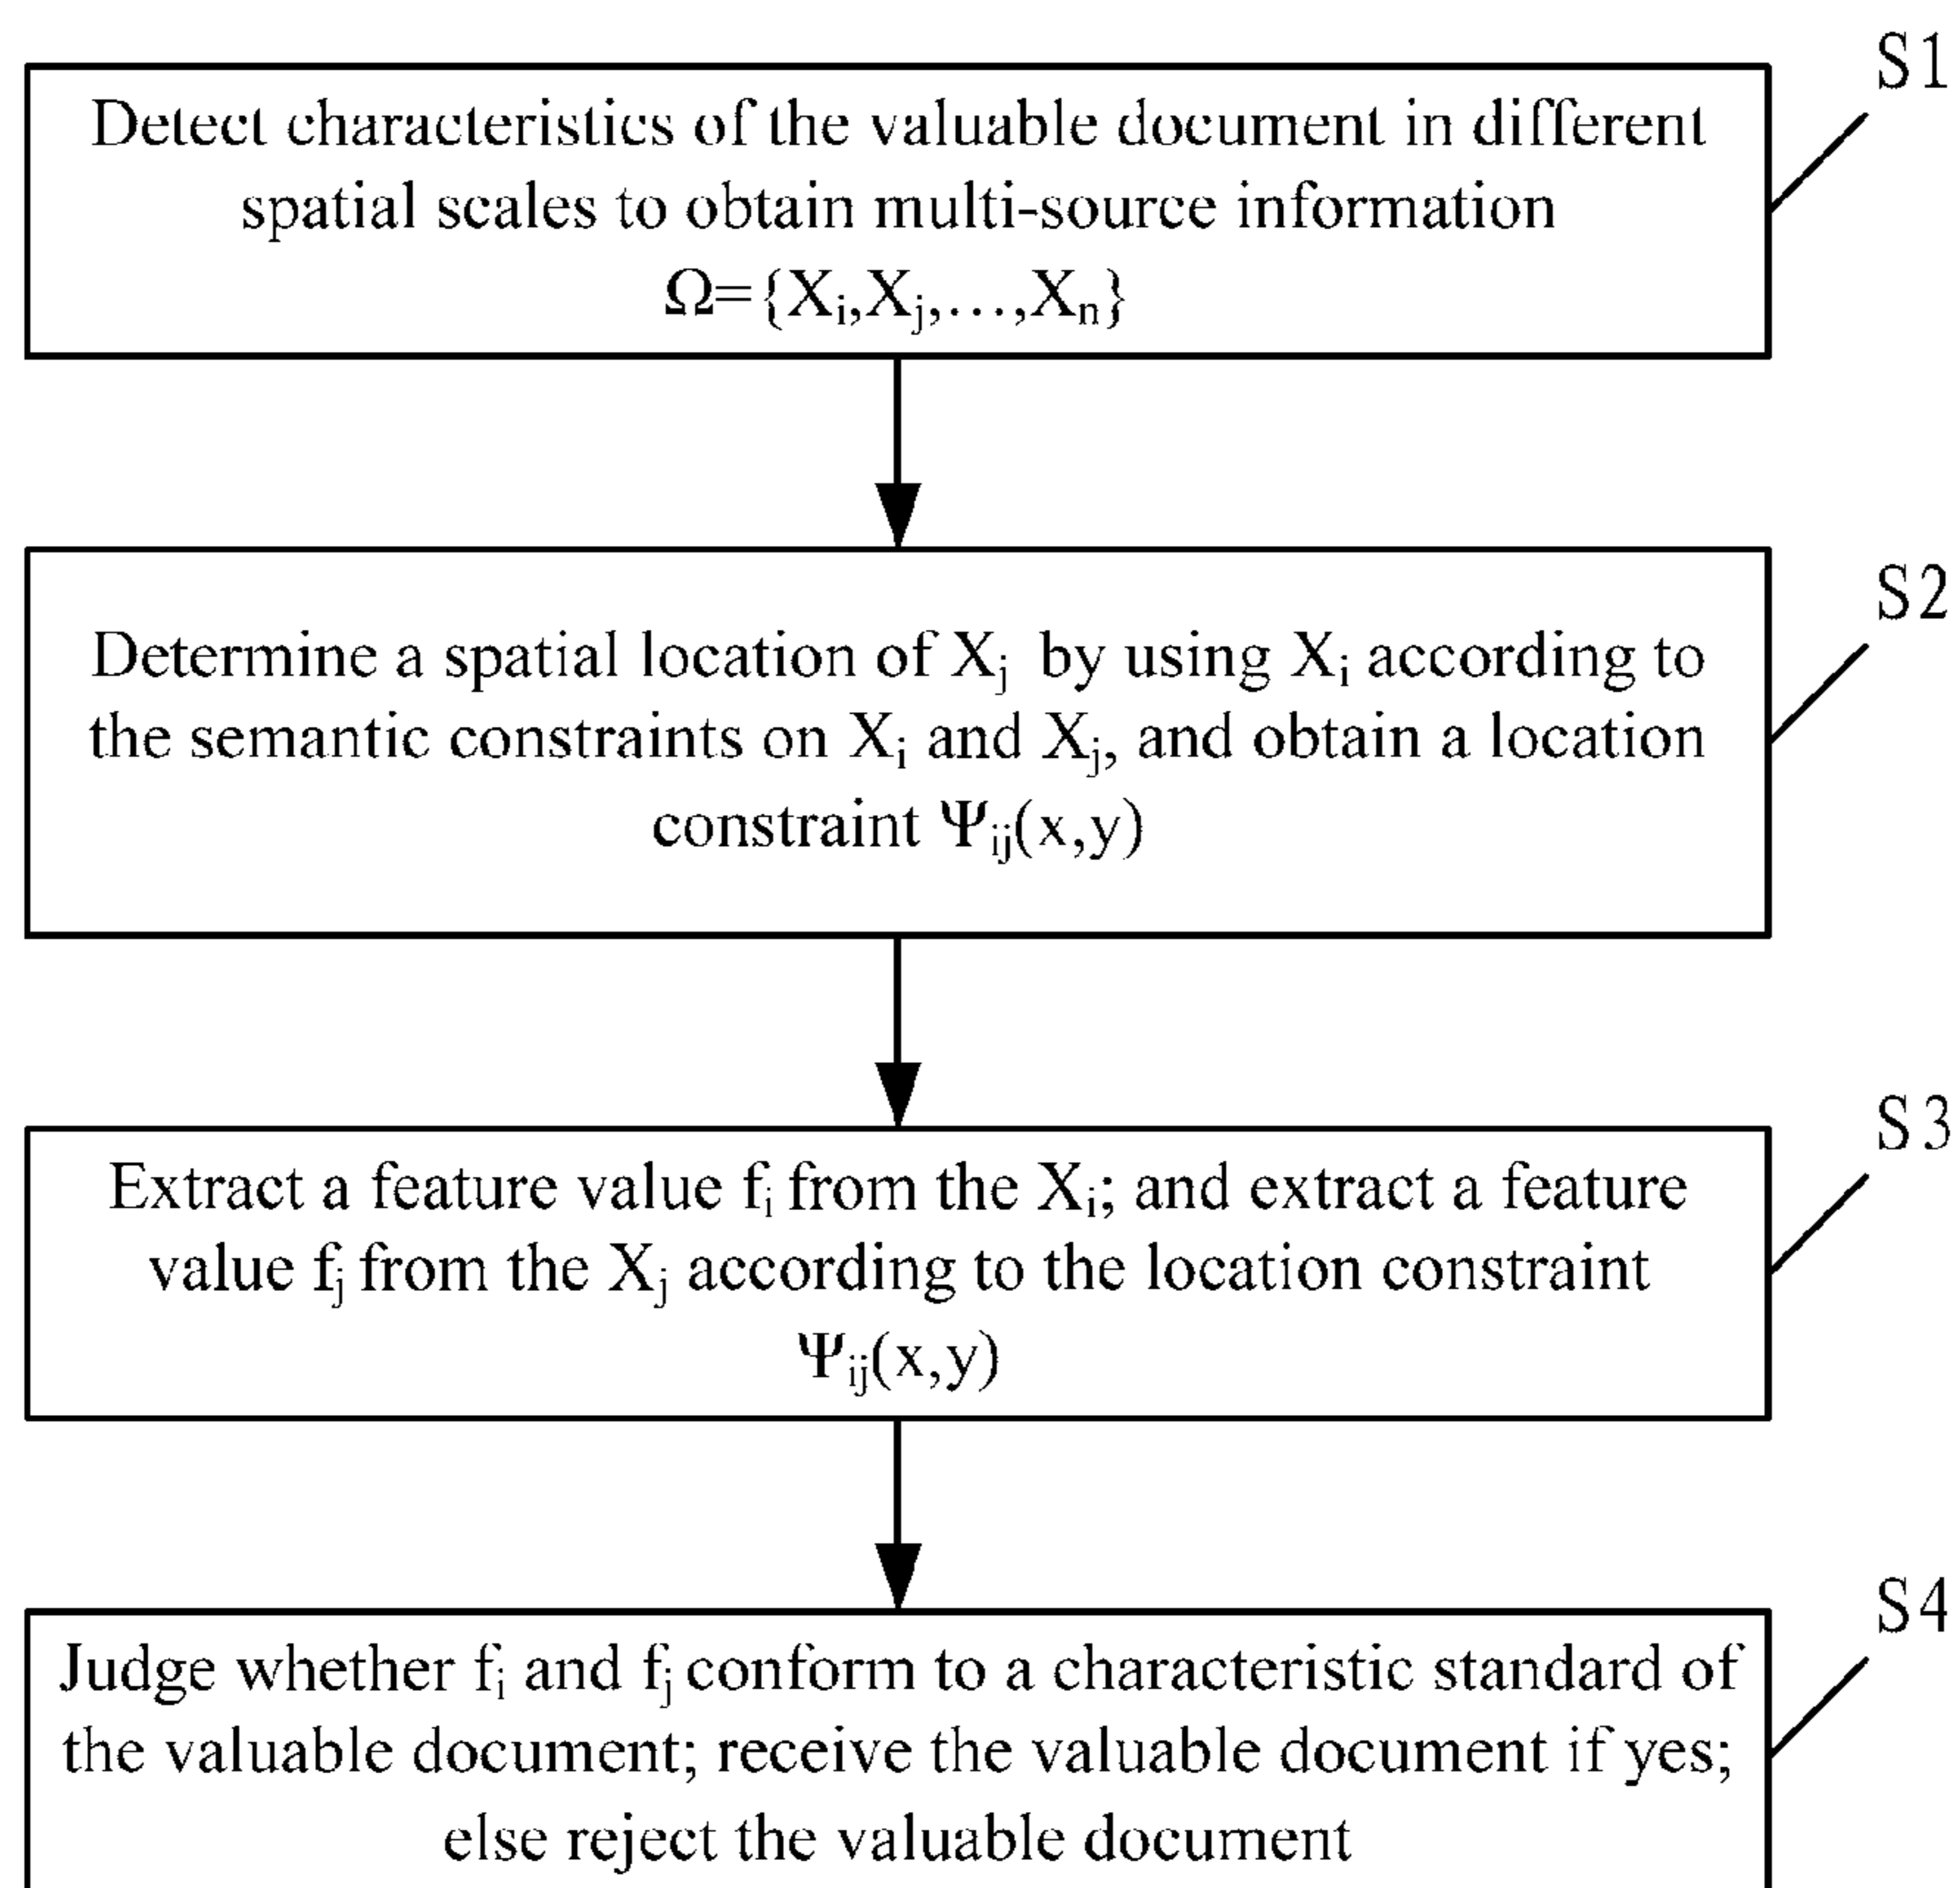 S1
Detect characteristics of the valuable document in different
spatial scales to obtain multi-source information
Ω={Xi,Xj,...,Xn}
S2
Determine a spatial location of Xj by using Xi according to
the semantic constraints on Xi and Xj, and obtain a location
constraint Ψij(x,y)
S3
Extract a feature value fi from the Xi; and extract a feature
value fj from the Xj according to the location constraint
Ψij(x,y)
S4
Judge whether fi and fj conform to a characteristic standard of
the valuable document; receive the valuable document if yes;
else reject the valuable document